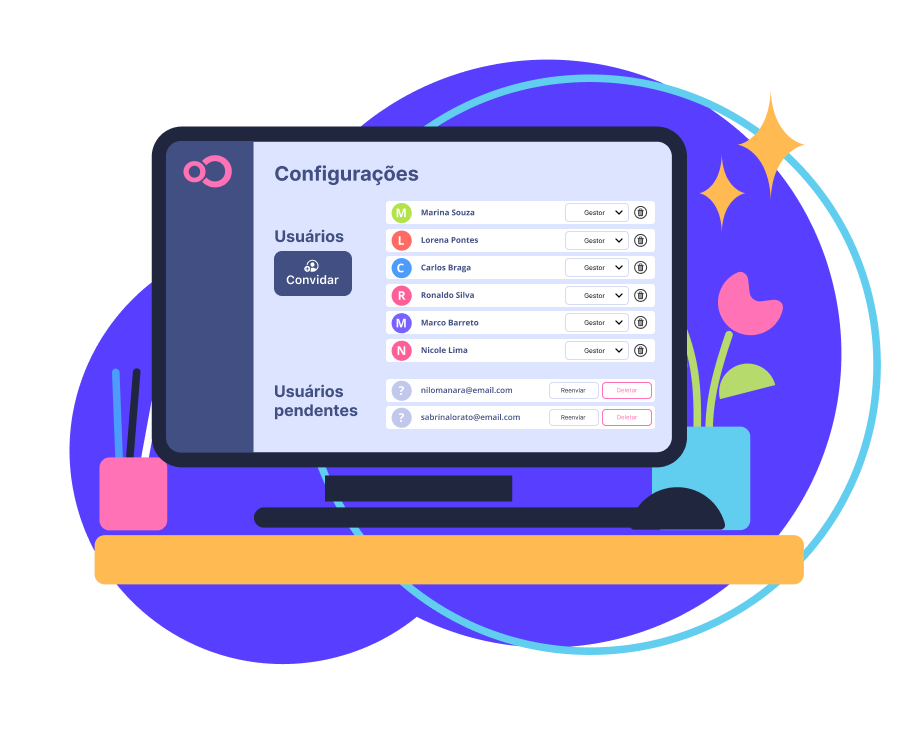 Configurações
Usuários
Convidar
M Marina Souza Gestor
L Lorena Pontes Gestor
C Carlos Braga Gestor
R Ronaldo Silva Gestor
M Marco Barreto Gestor
N Nicole Lima Gestor
Usuários
pendentes
? nilomanara@email.com Reenviar Deletar
? sabrinalorato@email.com Reenviar Deletar